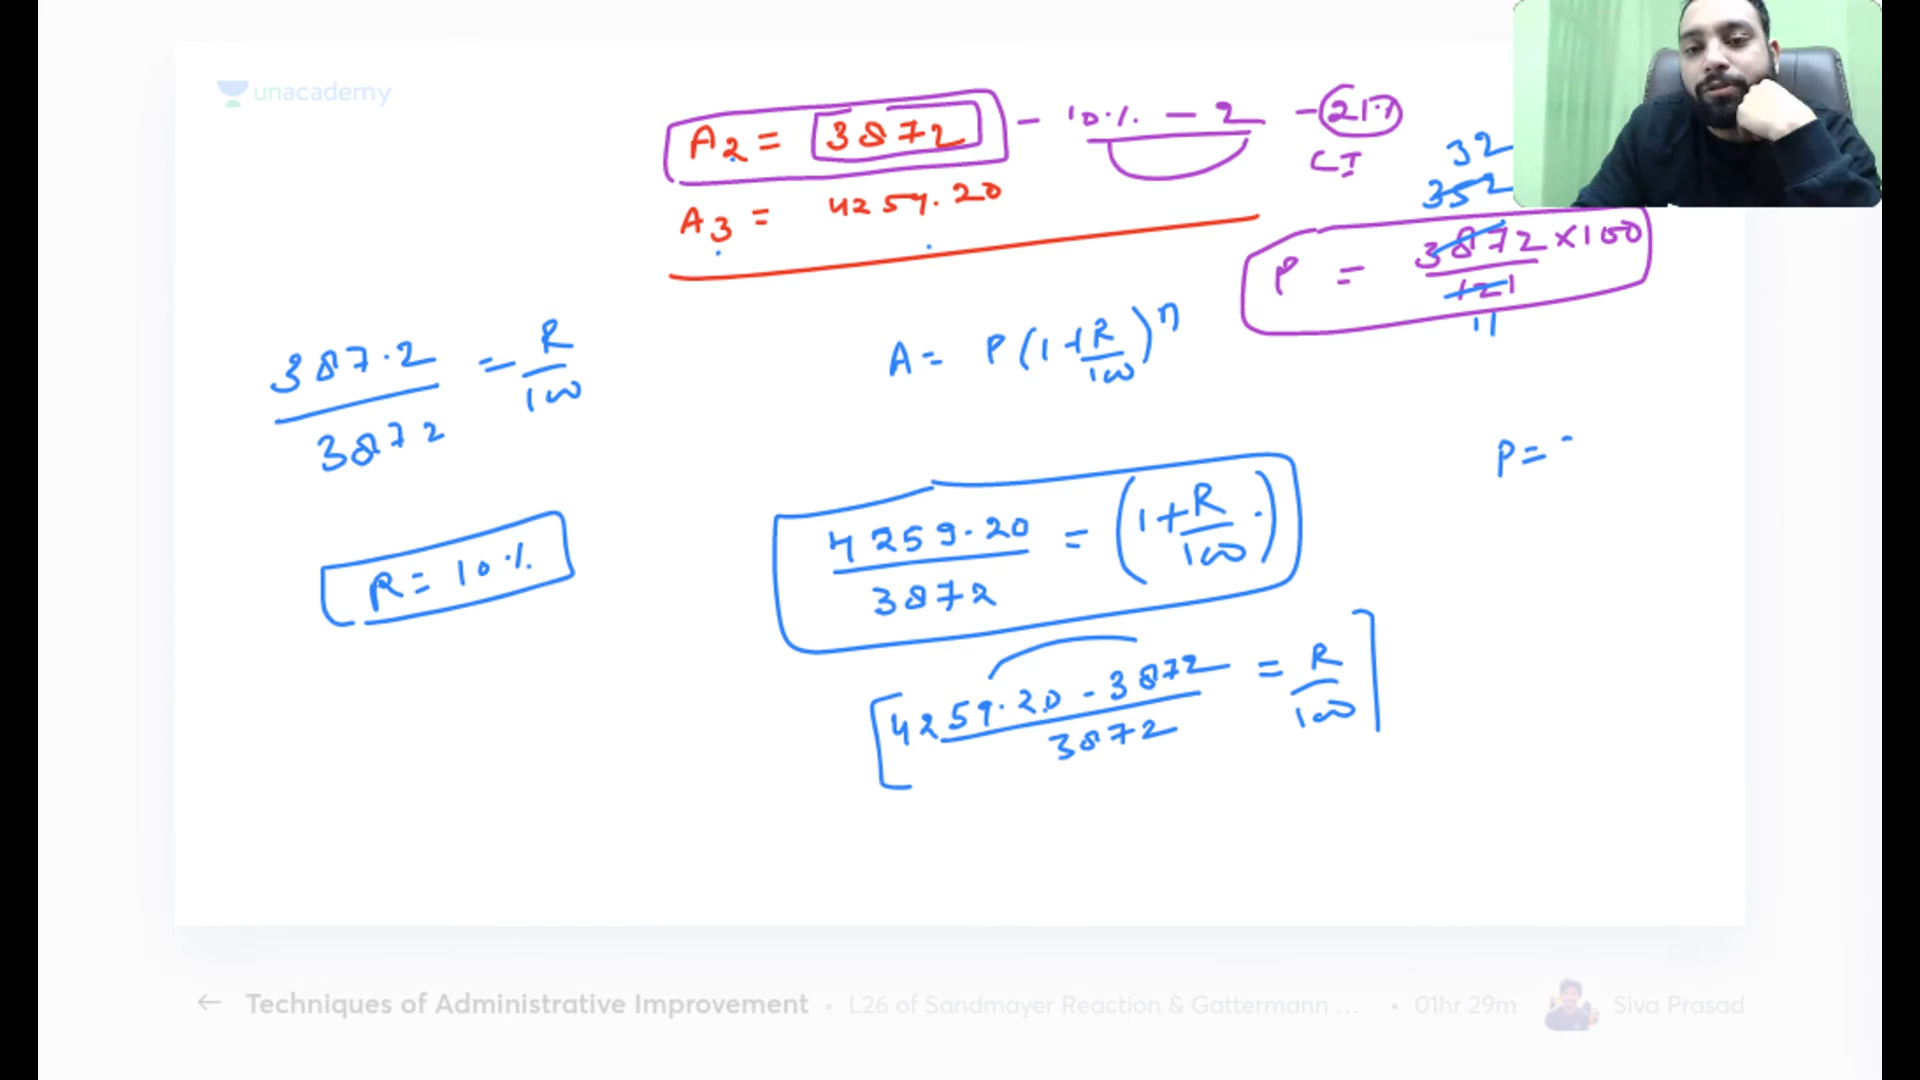 unacademy
A2 = 3872 - 10% - 2 - 21%
CI
A3 = 4259.20
32
352
P = 3872 × 100
121
11
387.2 = R
3872 100
A = P(1 + R/100)^n
P =
4259.20 = (1 + R/100)
3872
R = 10%
[4259.20 - 3872 = R]
3872 100
Techniques of Administrative Improvement • L26 of Sandmayer Reaction & Gattermann ... • 01hr 29m Siva Prasad